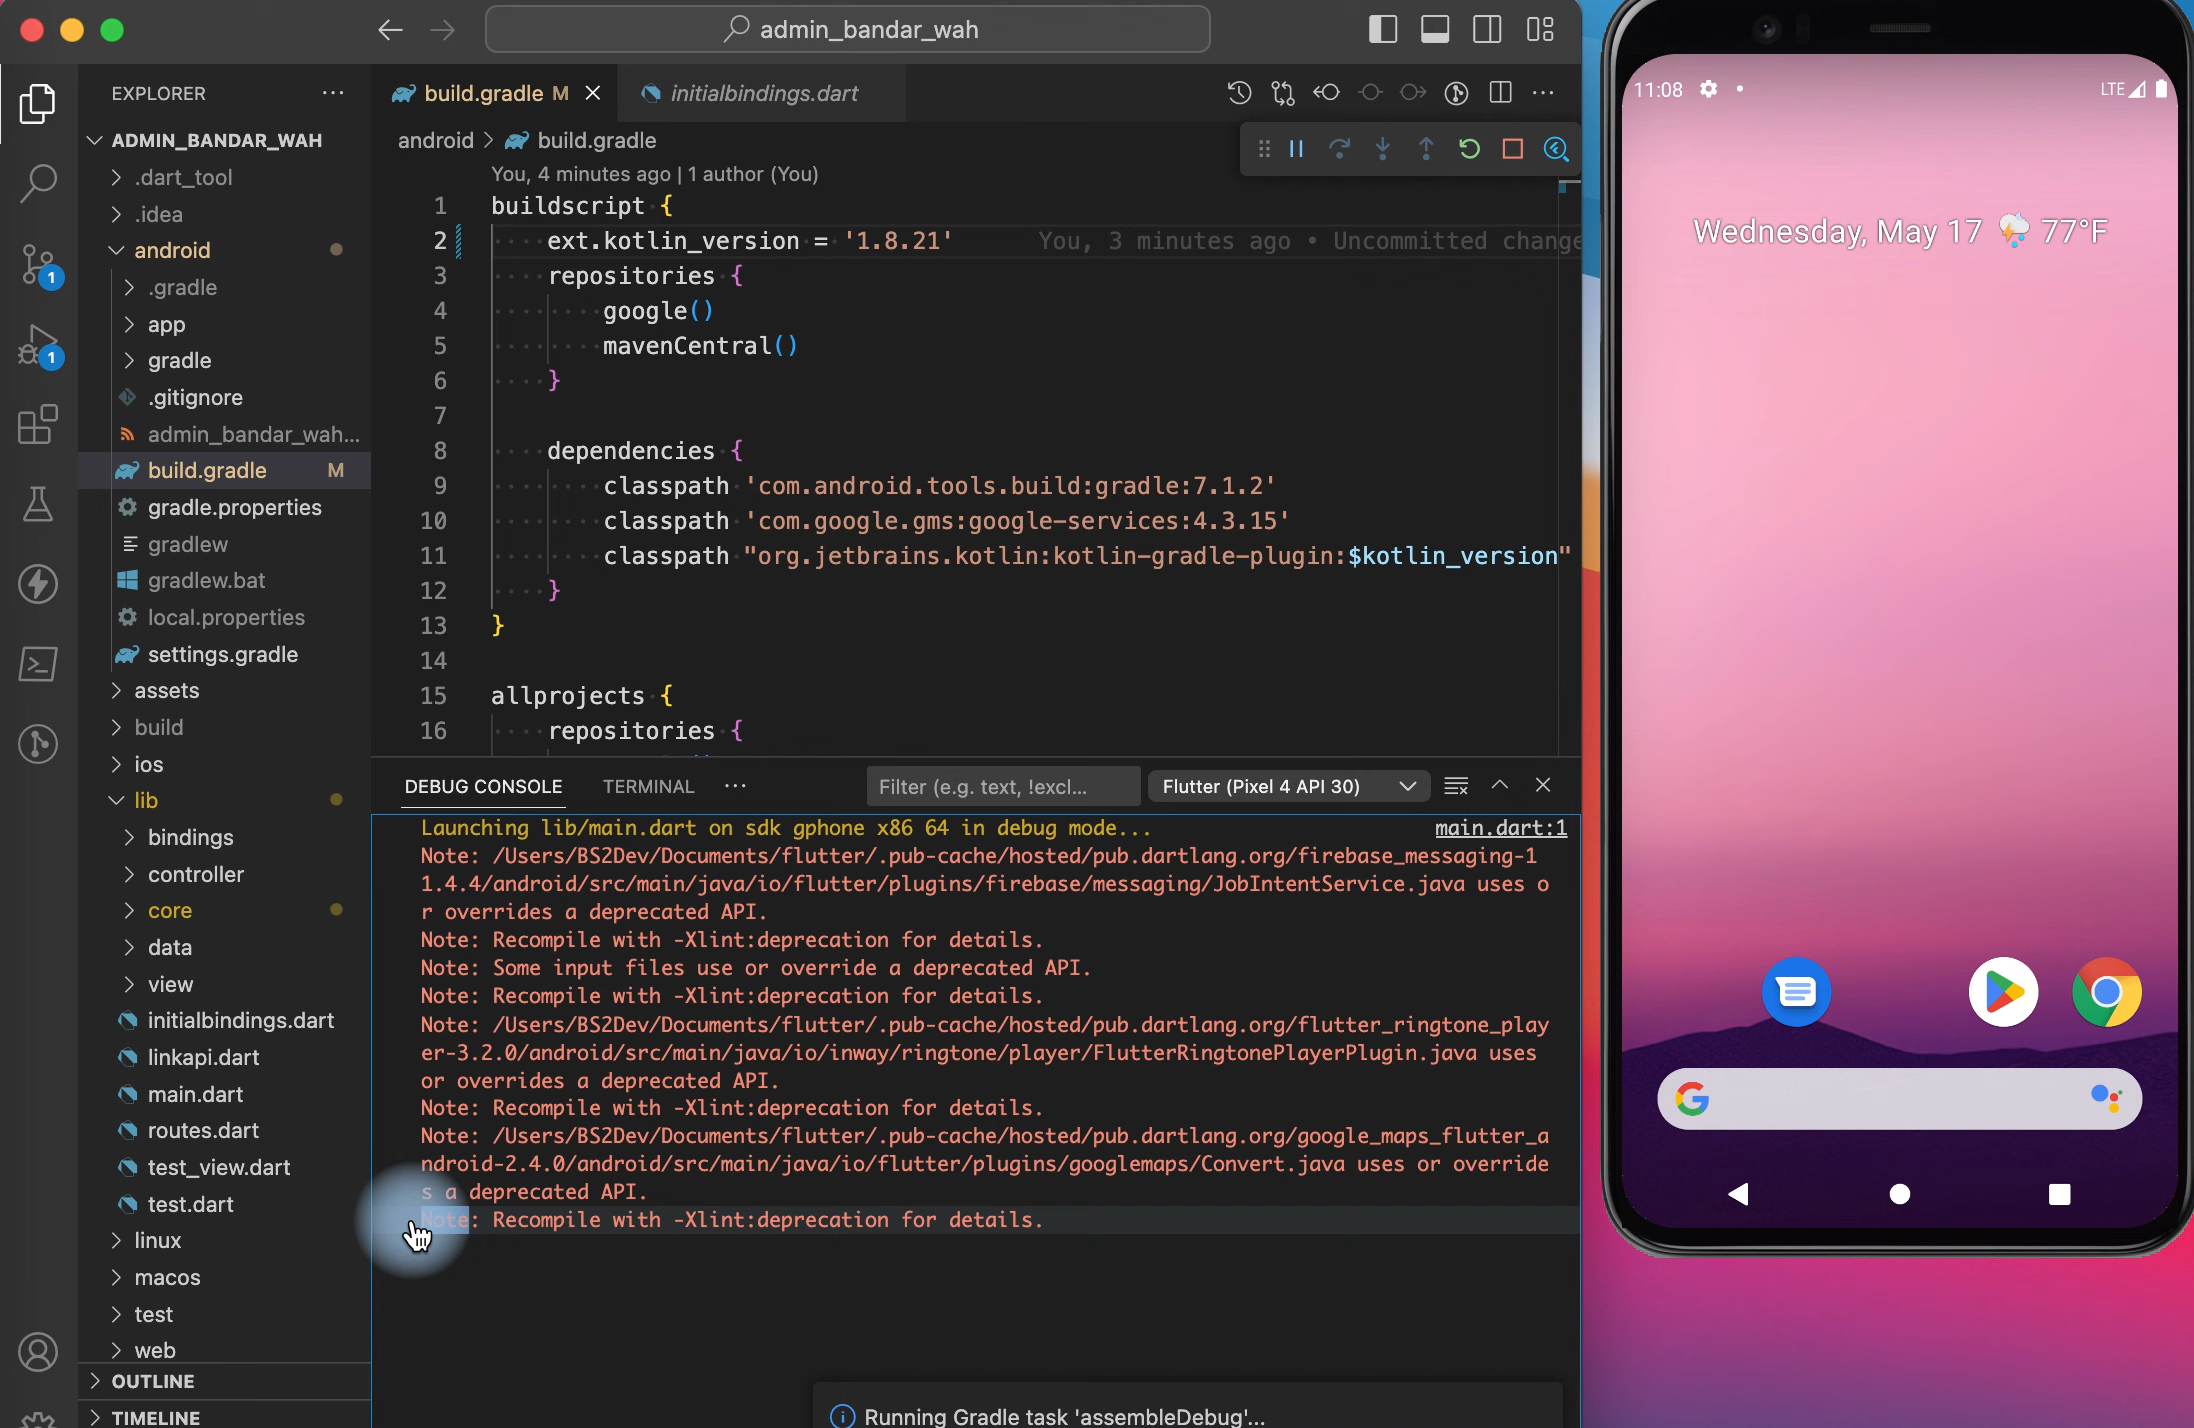 admin_bandar_wah
EXPLORER
ADMIN_BANDAR_WAH
.dart_tool
.idea
android
.gradle
app
gradle
.gitignore
admin_bandar_wah...
build.gradle M
gradle.properties
gradlew
gradlew.bat
local.properties
settings.gradle
assets
build
ios
lib
bindings
controller
core
data
view
initialbindings.dart
linkapi.dart
main.dart
routes.dart
test_view.dart
test.dart
linux
macos
test
web
OUTLINE
TIMELINE
1
1
build.gradle M
initialbindings.dart
android > build.gradle
You, 4 minutes ago | 1 author (You)
1 buildscript {
2 ext.kotlin_version = '1.8.21' You, 3 minutes ago • Uncommitted change
3 repositories {
4 google()
5 mavenCentral()
6 }
7
8 dependencies {
9 classpath 'com.android.tools.build:gradle:7.1.2'
10 classpath 'com.google.gms:google-services:4.3.15'
11 classpath "org.jetbrains.kotlin:kotlin-gradle-plugin:$kotlin_version"
12 }
13 }
14
15 allprojects {
16 repositories {
DEBUG CONSOLE
TERMINAL
Filter (e.g. text, !excl...
Flutter (Pixel 4 API 30)
Launching lib/main.dart on sdk gphone x86 64 in debug mode... main.dart:1
Note: /Users/BS2Dev/Documents/flutter/.pub-cache/hosted/pub.dartlang.org/firebase_messaging-1
1.4.4/android/src/main/java/io/flutter/plugins/firebase/messaging/JobIntentService.java uses o
r overrides a deprecated API.
Note: Recompile with -Xlint:deprecation for details.
Note: Some input files use or override a deprecated API.
Note: Recompile with -Xlint:deprecation for details.
Note: /Users/BS2Dev/Documents/flutter/.pub-cache/hosted/pub.dartlang.org/flutter_ringtone_play
er-3.2.0/android/src/main/java/io/inway/ringtone/player/FlutterRingtonePlayerPlugin.java uses
or overrides a deprecated API.
Note: Recompile with -Xlint:deprecation for details.
Note: /Users/BS2Dev/Documents/flutter/.pub-cache/hosted/pub.dartlang.org/google_maps_flutter_a
ndroid-2.4.0/android/src/main/java/io/flutter/plugins/googlemaps/Convert.java uses or override
s a deprecated API.
Note: Recompile with -Xlint:deprecation for details.
Running Gradle task 'assembleDebug'...
11:08
LTE
Wednesday, May 17 77°F